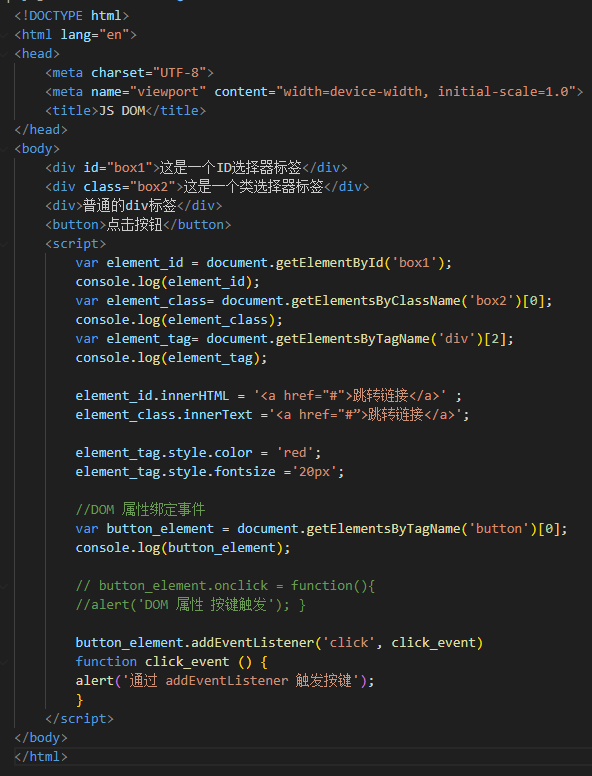 <!DOCTYPE html>
<html lang="en">
<head>
    <meta charset="UTF-8">
    <meta name="viewport" content="width=device-width, initial-scale=1.0">
    <title>JS DOM</title>
</head>
<body>
    <div id="box1">这是一个ID选择器标签</div>
    <div class="box2">这是一个类选择器标签</div>
    <div>普通的div标签</div>
    <button>点击按钮</button>
    <script>
        var element_id = document.getElementById('box1');
        console.log(element_id);
        var element_class= document.getElementsByClassName('box2')[0];
        console.log(element_class);
        var element_tag= document.getElementsByTagName('div')[2];
        console.log(element_tag);

        element_id.innerHTML = '<a href="#">跳转链接</a>' ;
        element_class.innerText ='<a href="#”>跳转链接</a>';

        element_tag.style.color = 'red';
        element_tag.style.fontsize ='20px';

        //DOM 属性绑定事件
        var button_element = document.getElementsByTagName('button')[0];
        console.log(button_element);

        // button_element.onclick = function(){
        //alert('DOM 属性 按键触发'); }

        button_element.addEventListener('click', click_event)
        function click_event () {
        alert('通过 addEventListener 触发按键');
        }
    </script>
</body>
</html>